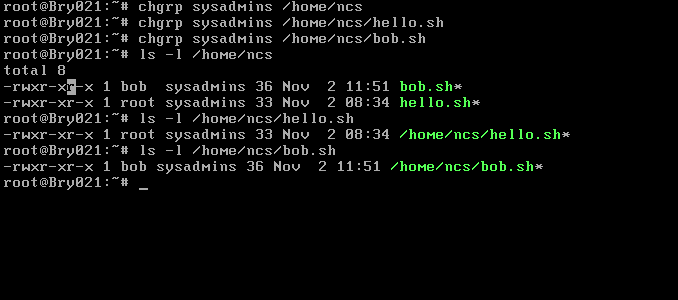 root@Bry021:~# chgrp sysadmins /home/ncs
root@Bry021:~# chgrp sysadmins /home/ncs/hello.sh
root@Bry021:~# chgrp sysadmins /home/ncs/bob.sh
root@Bry021:~# ls -l /home/ncs
total 8
-rwxr-xr-x 1 bob  sysadmins 36 Nov  2 11:51 bob.sh*
-rwxr-xr-x 1 root sysadmins 33 Nov  2 08:34 hello.sh*
root@Bry021:~# ls -l /home/ncs/hello.sh
-rwxr-xr-x 1 root sysadmins 33 Nov  2 08:34 /home/ncs/hello.sh*
root@Bry021:~# ls -l /home/ncs/bob.sh
-rwxr-xr-x 1 bob sysadmins 36 Nov  2 11:51 /home/ncs/bob.sh*
root@Bry021:~# _